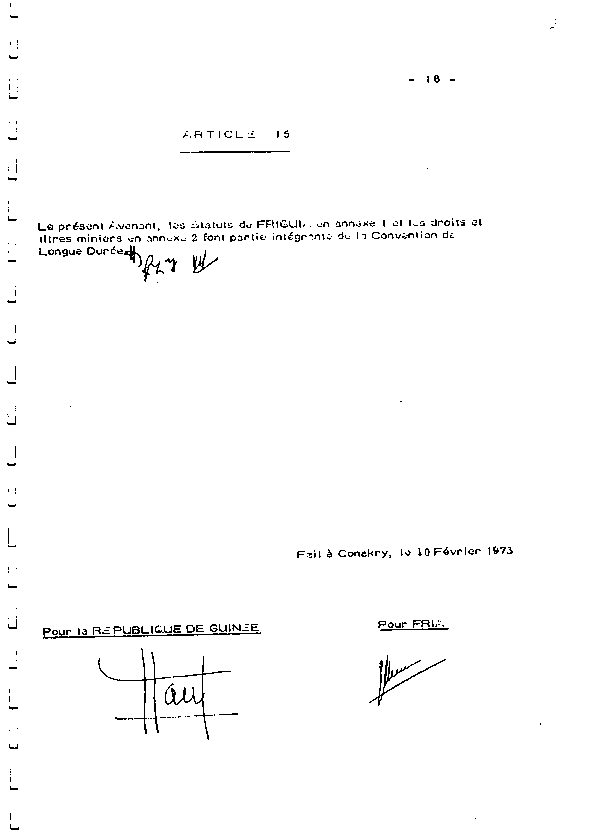 - 18 -
ARTICLE 15
Le présent Avenant, les Statuts de FRIGUIA en annexe 1 et les droits et
titres miniers en annexe 2 font partie intégrante de la Convention de
Longue Durée
Fait à Conakry, le 10 Février 1973
Pour la REPUBLIQUE DE GUINEE
Pour FRIA